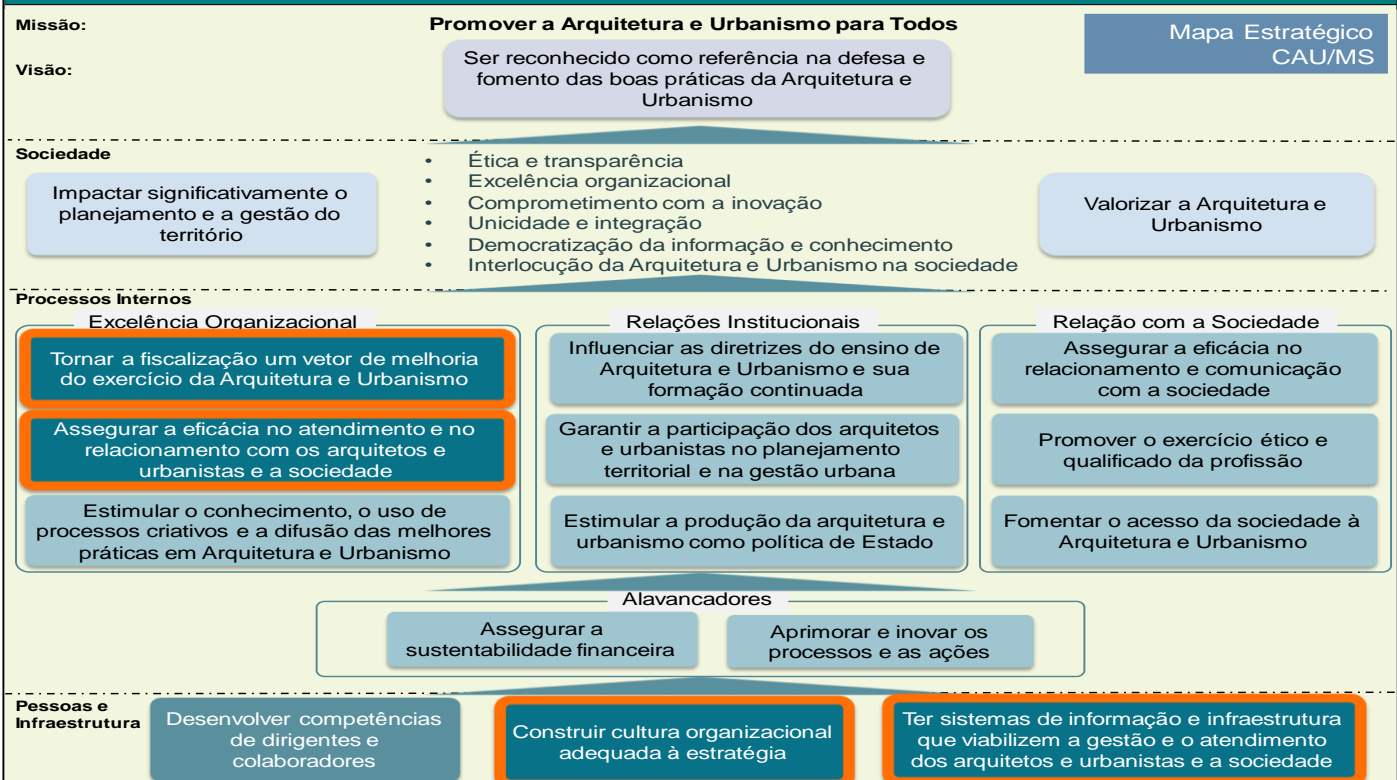 Missão:
Promover a Arquitetura e Urbanismo para Todos
Mapa Estratégico
CAU/MS
Visão:
Ser reconhecido como referência na defesa e
fomento das boas práticas da Arquitetura e
Urbanismo
Sociedade
Impactar significativamente o
planejamento e a gestão do
território
• Ética e transparência
• Excelência organizacional
• Comprometimento com a inovação
• Unicidade e integração
• Democratização da informação e conhecimento
• Interlocução da Arquitetura e Urbanismo na sociedade
Valorizar a Arquitetura e
Urbanismo
Processos Internos
Excelência Organizacional
Tornar a fiscalização um vetor de melhoria
do exercício da Arquitetura e Urbanismo
Assegurar a eficácia no atendimento e no
relacionamento com os arquitetos e
urbanistas e a sociedade
Estimular o conhecimento, o uso de
processos criativos e a difusão das melhores
práticas em Arquitetura e Urbanismo
Relações Institucionais
Influenciar as diretrizes do ensino de
Arquitetura e Urbanismo e sua
formação continuada
Garantir a participação dos arquitetos
e urbanistas no planejamento
territorial e na gestão urbana
Estimular a produção da arquitetura e
urbanismo como política de Estado
Relação com a Sociedade
Assegurar a eficácia no
relacionamento e comunicação
com a sociedade
Promover o exercício ético e
qualificado da profissão
Fomentar o acesso da sociedade à
Arquitetura e Urbanismo
Alavancadores
Assegurar a
sustentabilidade financeira
Aprimorar e inovar os
processos e as ações
Pessoas e
Infraestrutura
Desenvolver competências
de dirigentes e
colaboradores
Construir cultura organizacional
adequada à estratégia
Ter sistemas de informação e infraestrutura
que viabilizem a gestão e o atendimento
dos arquitetos e urbanistas e a sociedade